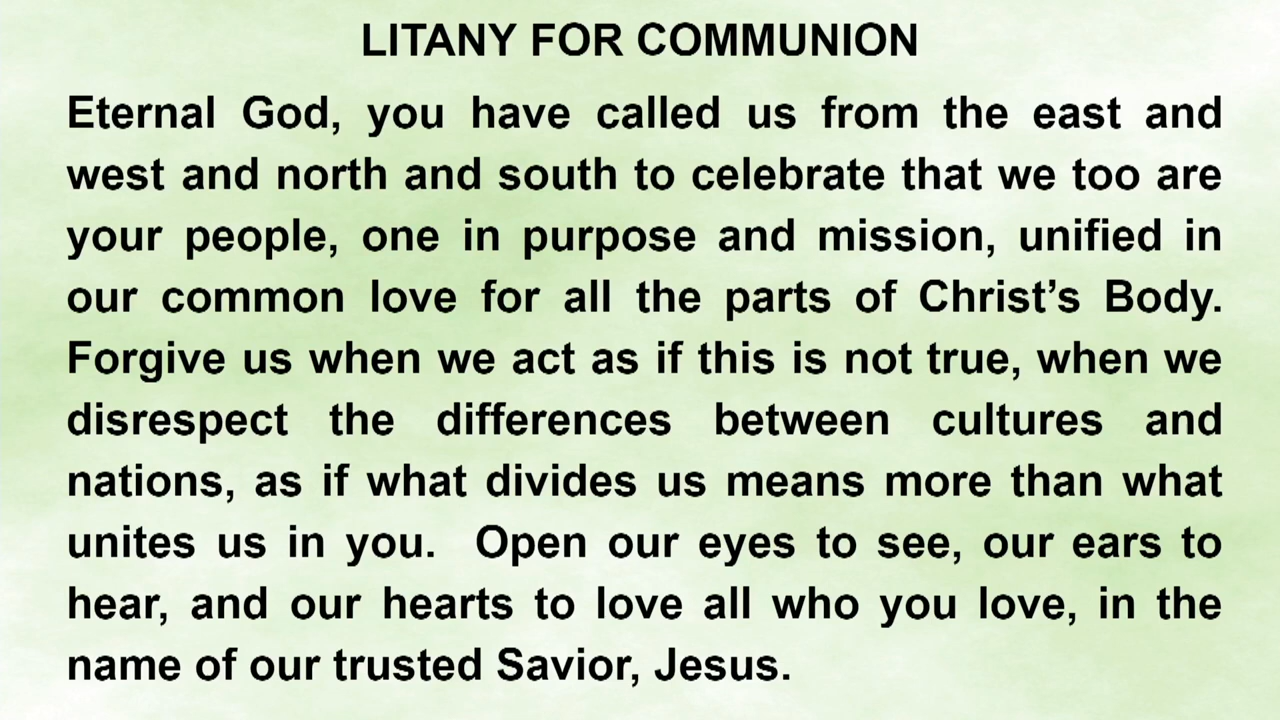 LITANY FOR COMMUNION
Eternal God, you have called us from the east and
west and north and south to celebrate that we too are
your people, one in purpose and mission, unified in
our common love for all the parts of Christ’s Body.
Forgive us when we act as if this is not true, when we
disrespect the differences between cultures and
nations, as if what divides us means more than what
unites us in you.  Open our eyes to see, our ears to
hear, and our hearts to love all who you love, in the
name of our trusted Savior, Jesus.